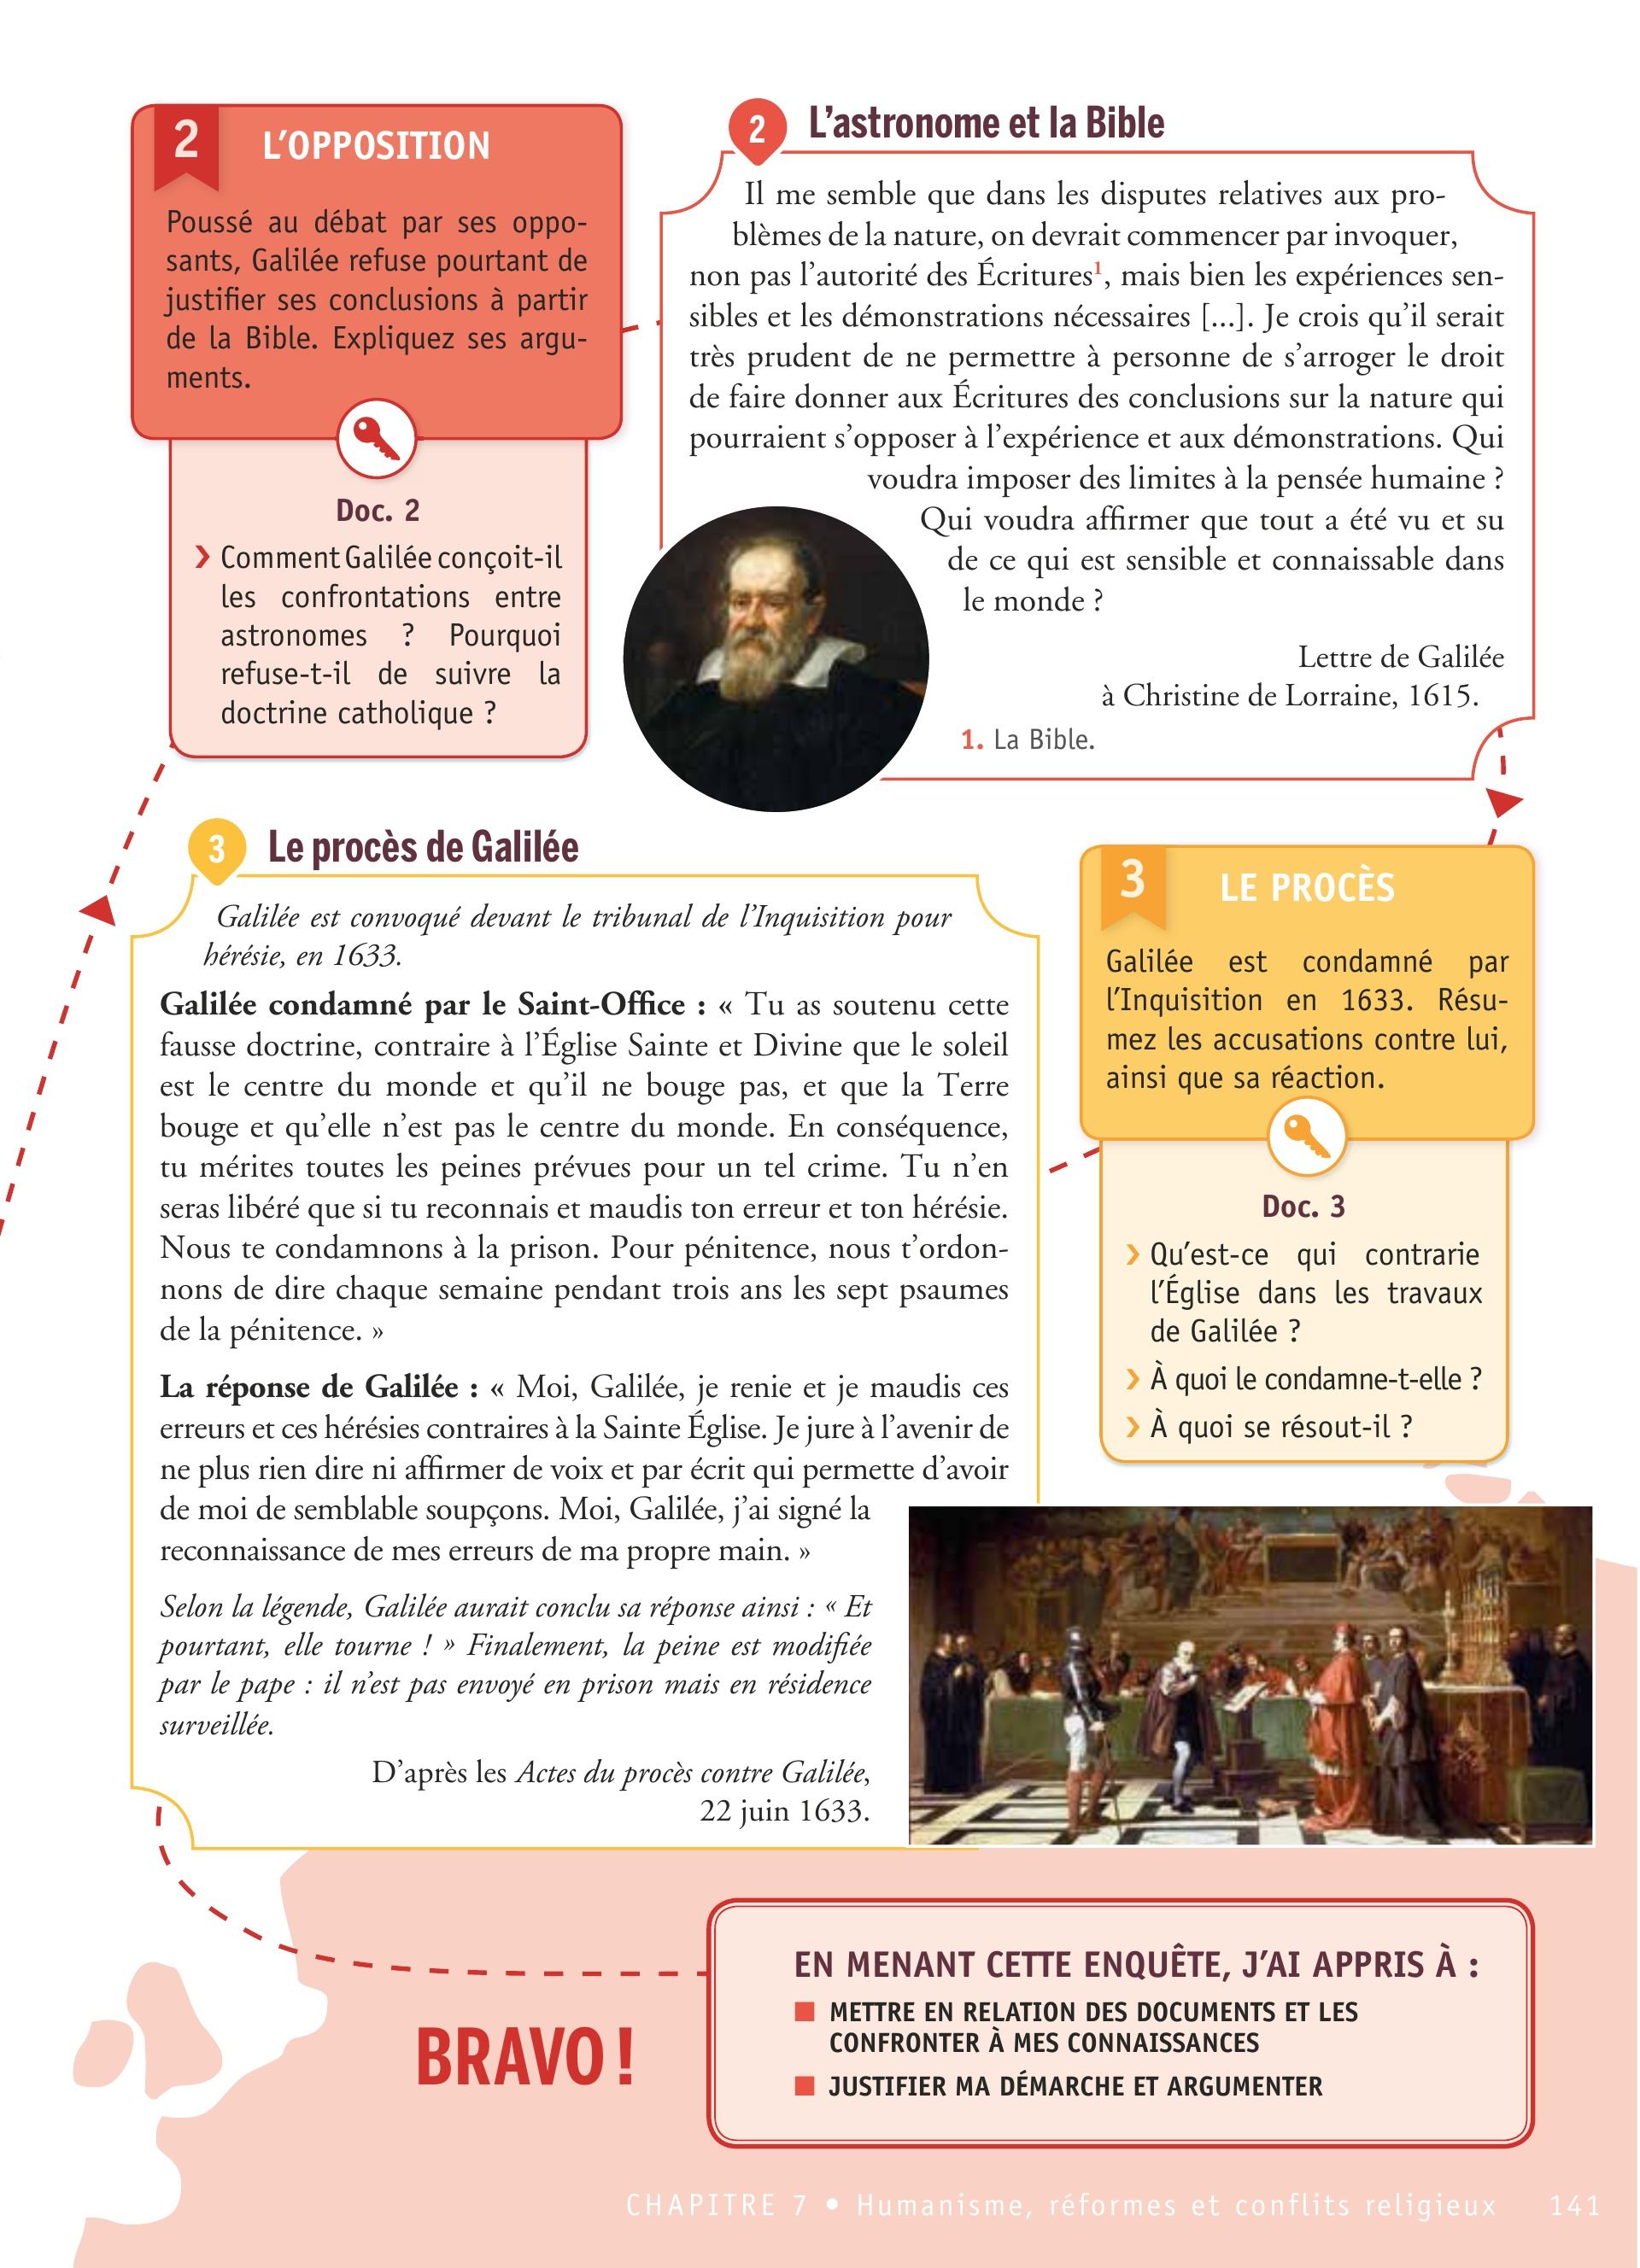 2
L'OPPOSITION
Poussé au débat par ses oppo-
sants, Galilée refuse pourtant de
justifier ses conclusions à partir
de la Bible. Expliquez ses argu-
ments.
Doc. 2
› Comment Galilée conçoit-il
les confrontations entre
astronomes ? Pourquoi
refuse-t-il de suivre la
doctrine catholique ?
2
L'astronome et la Bible
Il me semble que dans les disputes relatives aux pro-
blèmes de la nature, on devrait commencer par invoquer,
non pas l'autorité des Écritures¹, mais bien les expériences sen-
sibles et les démonstrations nécessaires [...]. Je crois qu'il serait
très prudent de ne permettre à personne de s'arroger le droit
de faire donner aux Écritures des conclusions sur la nature qui
pourraient s'opposer à l'expérience et aux démonstrations. Qui
voudra imposer des limites à la pensée humaine ?
Qui voudra affirmer que tout a été vu et su
de ce qui est sensible et connaissable dans
le monde ?
Lettre de Galilée
à Christine de Lorraine, 1615.
1. La Bible.
3
Le procès de Galilée
Galilée est convoqué devant le tribunal de l'Inquisition pour
hérésie, en 1633.
Galilée condamné par le Saint-Office : « Tu as soutenu cette
fausse doctrine, contraire à l'Église Sainte et Divine que le soleil
est le centre du monde et qu'il ne bouge pas, et que la Terre
bouge et qu'elle n'est pas le centre du monde. En conséquence,
tu mérites toutes les peines prévues pour un tel crime. Tu n'en
seras libéré que si tu reconnais et maudis ton erreur et ton hérésie.
Nous te condamnons à la prison. Pour pénitence, nous t'ordon-
nons de dire chaque semaine pendant trois ans les sept psaumes
de la pénitence. »
La réponse de Galilée : « Moi, Galilée, je renie et je maudis ces
erreurs et ces hérésies contraires à la Sainte Église. Je jure à l'avenir de
ne plus rien dire ni affirmer de voix et par écrit qui permette d'avoir
de moi de semblable soupçons. Moi, Galilée, j'ai signé la
reconnaissance de mes erreurs de ma propre main. »
Selon la légende, Galilée aurait conclu sa réponse ainsi : « Et
pourtant, elle tourne ! » Finalement, la peine est modifiée
par le pape : il n'est pas envoyé en prison mais en résidence
surveillée.
D'après les Actes du procès contre Galilée,
22 juin 1633.
3
LE PROCÈS
Galilée est condamné par
l'Inquisition en 1633. Résu-
mez les accusations contre lui,
ainsi que sa réaction.
Doc. 3
› Qu'est-ce qui contrarie
l'Église dans les travaux
de Galilée ?
› À quoi le condamne-t-elle ?
› À quoi se résout-il ?
BRAVO !
EN MENANT CETTE ENQUÊTE, J'AI APPRIS À :
■ METTRE EN RELATION DES DOCUMENTS ET LES
CONFRONTER À MES CONNAISSANCES
■ JUSTIFIER MA DÉMARCHE ET ARGUMENTER
CHAPITRE 7 • Humanisme, réformes et conflits religieux 141